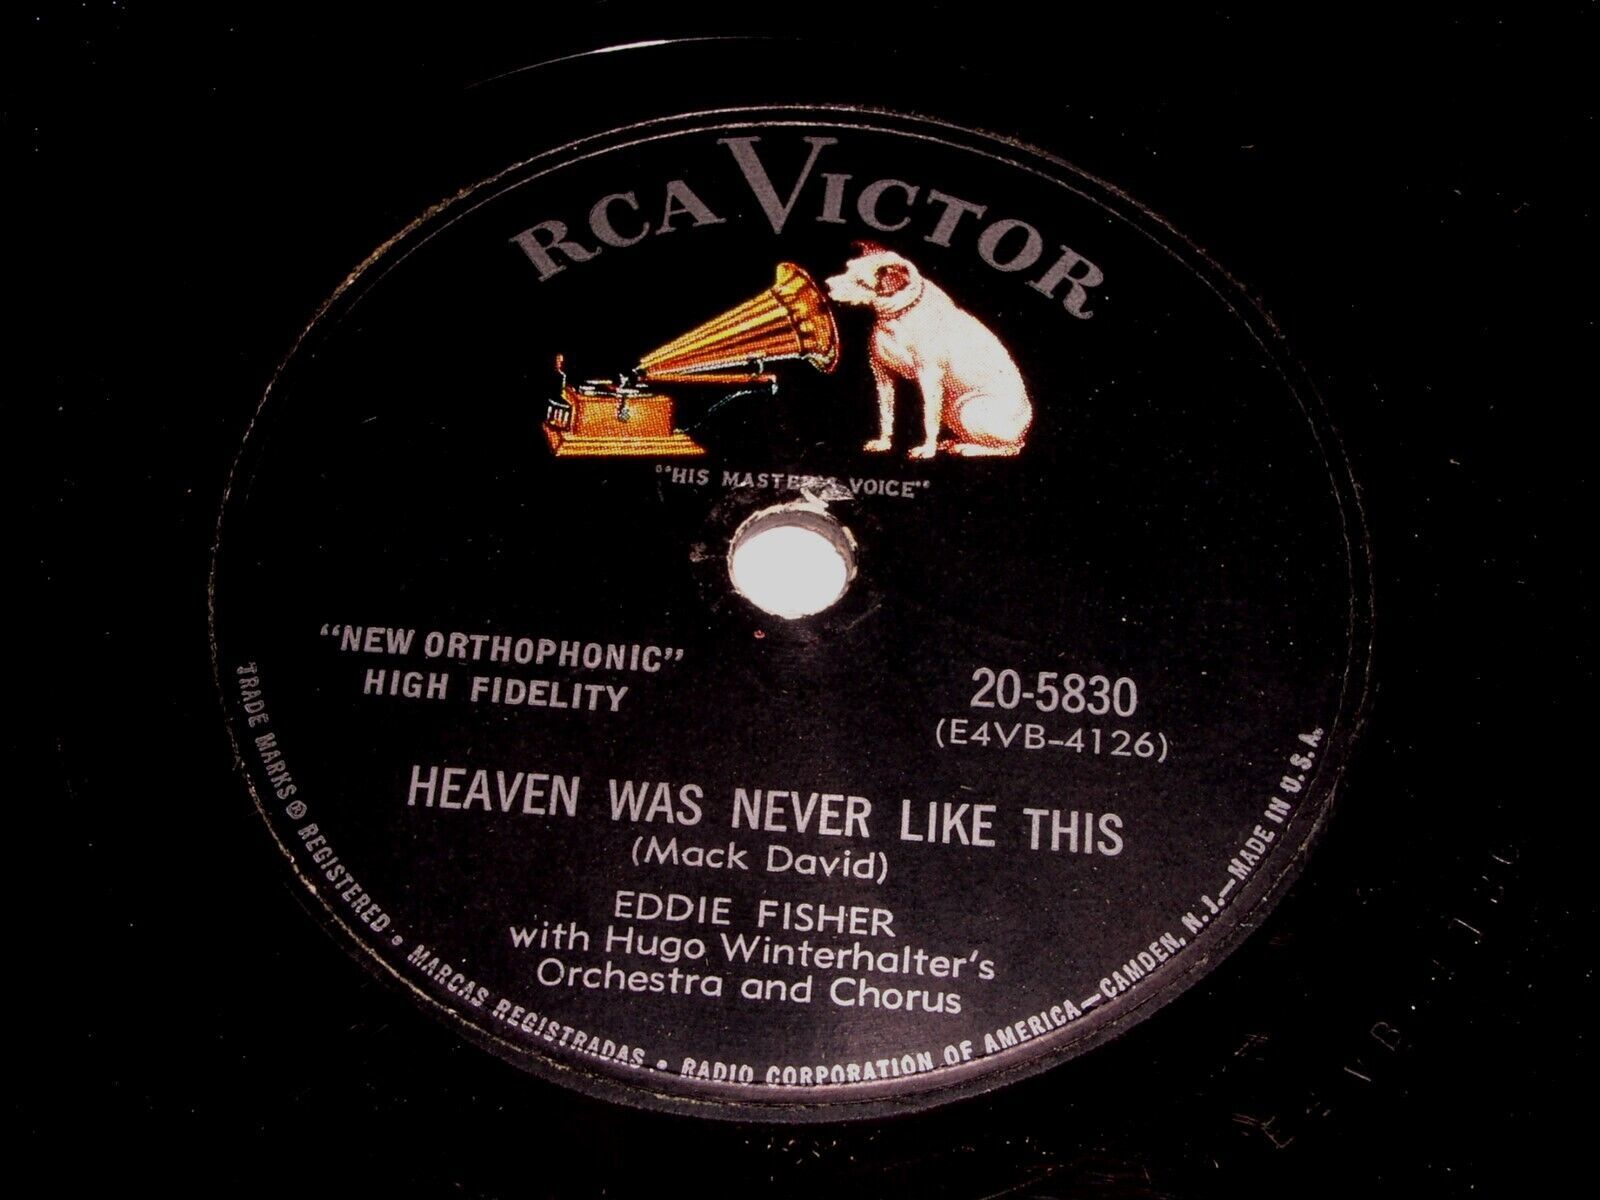 RCA VICTOR
"HIS MASTER'S VOICE"
"NEW ORTHOPHONIC"
HIGH FIDELITY
20-5830
(E4VB-4126)
HEAVEN WAS NEVER LIKE THIS
(Mack David)
EDDIE FISHER
with Hugo Winterhalter's
Orchestra and Chorus
TRADE MARKS ® REGISTERED • MARCAS REGISTRADAS • RADIO CORPORATION OF AMERICA—CAMDEN, N. J.—MADE IN U. S. A.